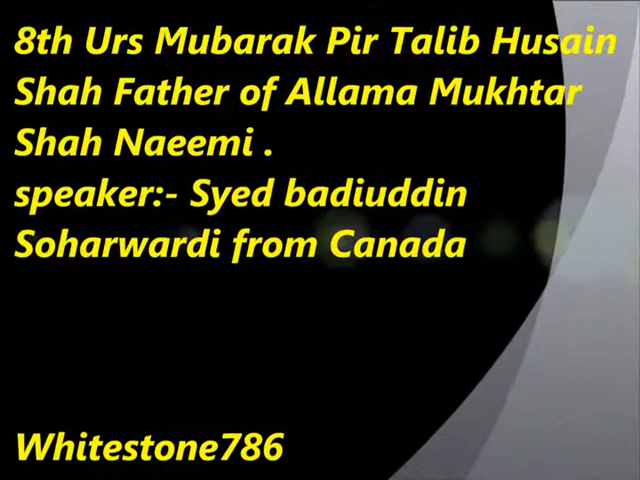 8th Urs Mubarak Pir Talib Husain
Shah Father of Allama Mukhtar
Shah Naeemi .
speaker:- Syed badiuddin
Soharwardi from Canada
Whitestone786